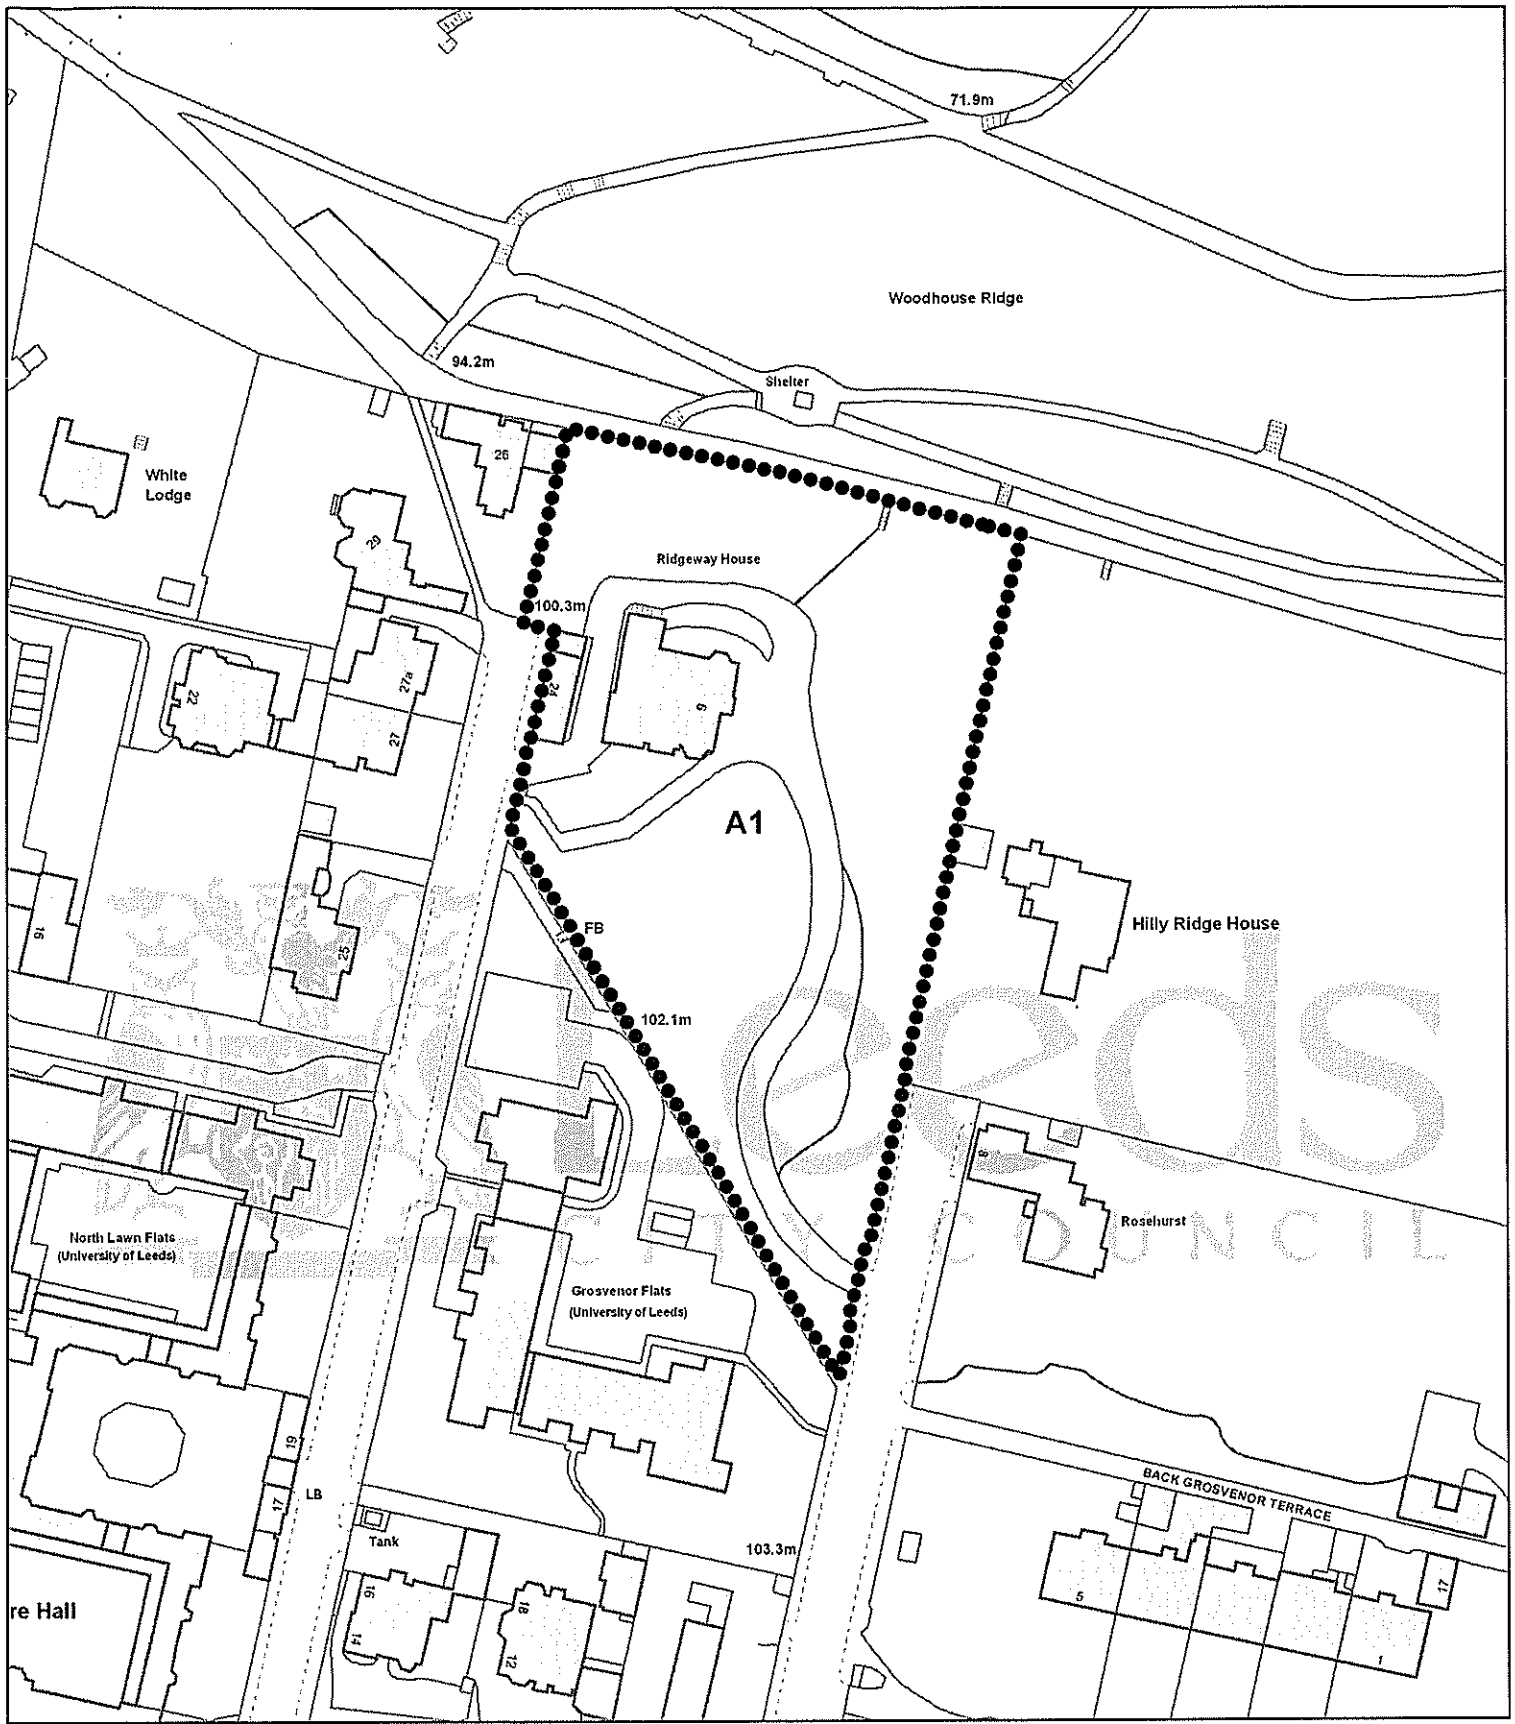 71.9m
Woodhouse Ridge
94.2m
Shelter
26
White
Lodge
29
Ridgeway House
100.3m
24
6
27a
22
27
A1
Hilly Ridge House
16
25
FB
102.1m
eeds
8
Rosehurst
CITY COUNCIL
North Lawn Flats
(University of Leeds)
Grosvenor Flats
(University of Leeds)
19
17
LB
BACK GROSVENOR TERRACE
Tank
103.3m
16
18
17
5
re Hall
14
12
1